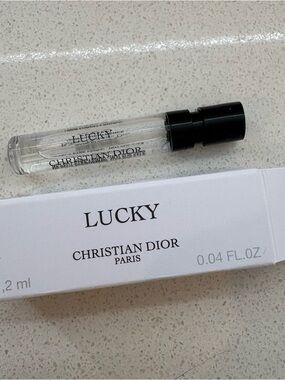 LUCKY
CHRISTIAN DIOR
LUCKY
CHRISTIAN DIOR
PARIS
,2 ml
0.04 FL.OZ